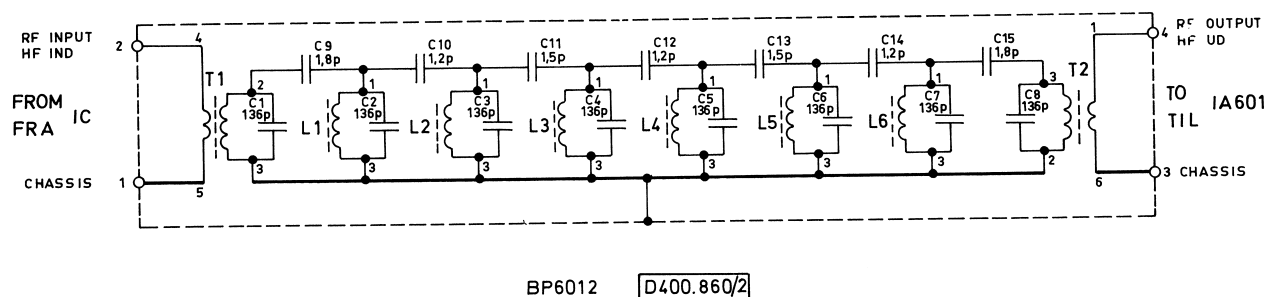 RF INPUT
HF IND
2
4
T1
2
C9
1,8p
C10
1,2p
C11
1,5p
C12
1,2p
C13
1,5p
C14
1,2p
C15
1,8p
3
T2
1
4
RF OUTPUT
HF UD
FROM
FRA
IC
C1
136p
L1
1
C2
136p
L2
1
C3
136p
L3
1
C4
136p
L4
1
C5
136p
L5
1
C6
136p
L6
1
C7
136p
C8
136p
TO
TIL
IA601
CHASSIS
1
5
3
3
3
3
3
3
3
2
6
3
CHASSIS
BP6012
D400.860/2